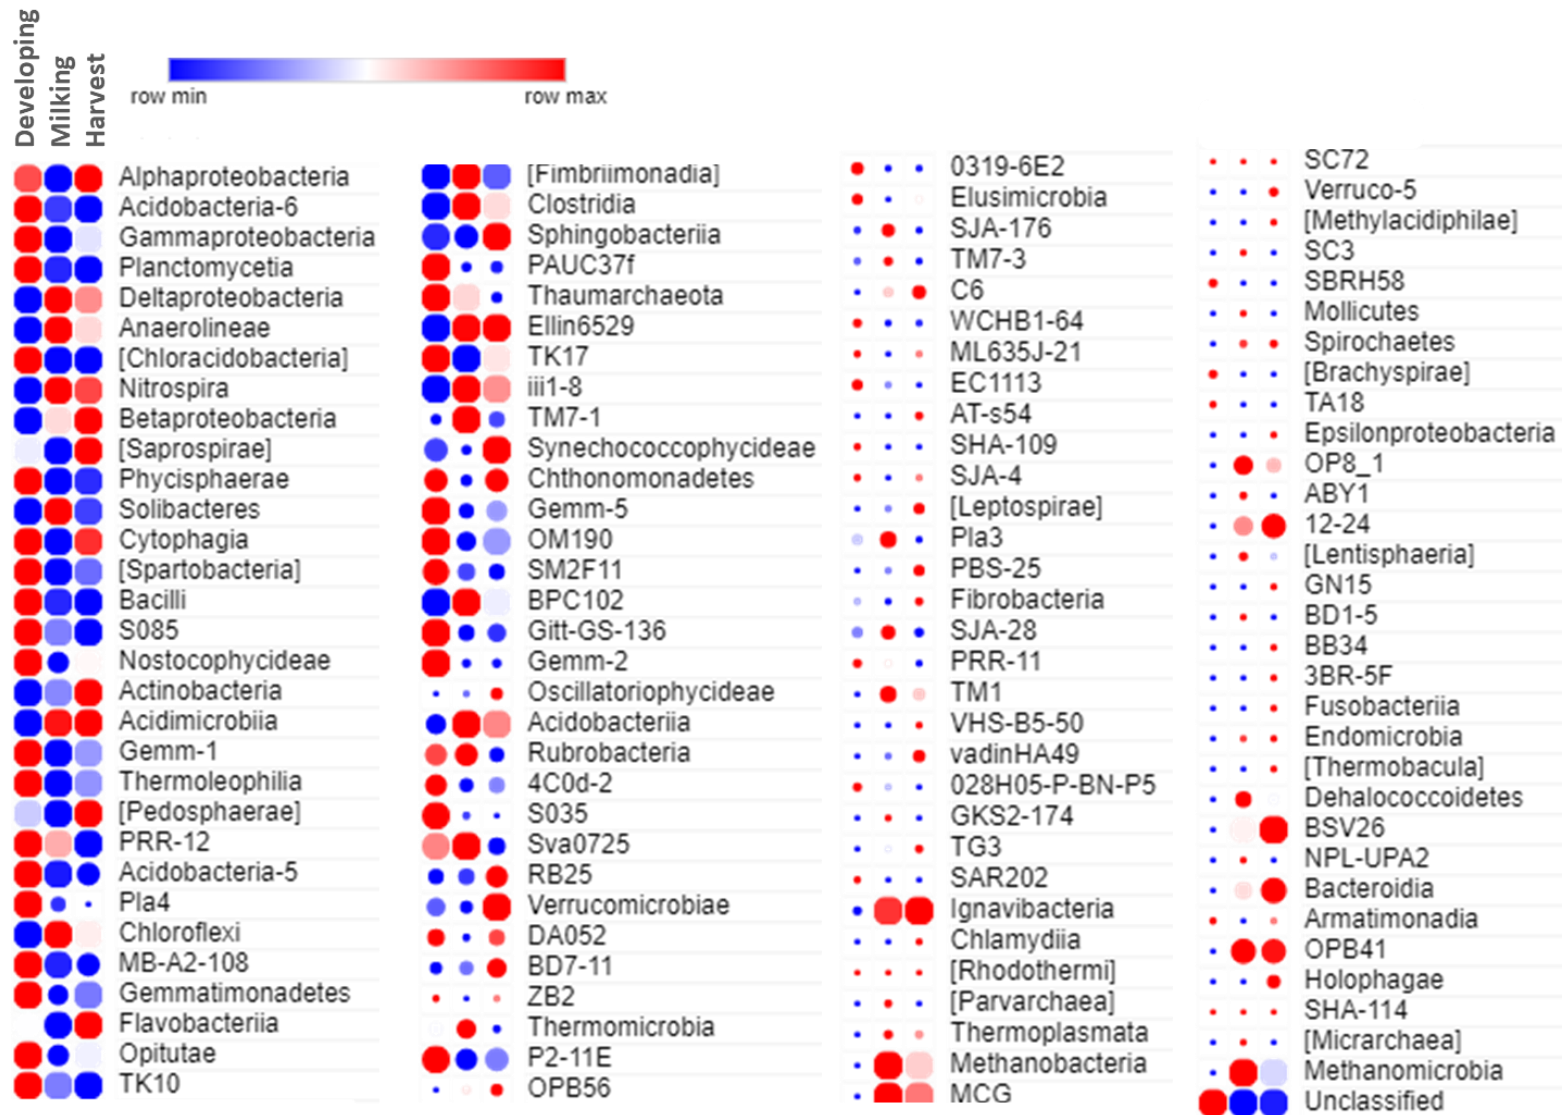 Developing
Milking
Harvest
row min
row max
Alphaproteobacteria
Acidobacteria-6
Gammaproteobacteria
Planctomycetia
Deltaproteobacteria
Anaerolineae
[Chloracidobacteria]
Nitrospira
Betaproteobacteria
[Saprospirae]
Phycisphaerae
Solibacteres
Cytophagia
[Spartobacteria]
Bacilli
S085
Nostocophycideae
Actinobacteria
Acidimicrobiia
Gemm-1
Thermoleophilia
[Pedosphaerae]
PRR-12
Acidobacteria-5
Pla4
Chloroflexi
MB-A2-108
Gemmatimonadetes
Flavobacteriia
Opitutae
TK10
[Fimbriimonadia]
Clostridia
Sphingobacteriia
PAUC37f
Thaumarchaeota
Ellin6529
TK17
iii1-8
TM7-1
Synechococcophycideae
Chthonomonadetes
Gemm-5
OM190
SM2F11
BPC102
Gitt-GS-136
Gemm-2
Oscillatoriophycideae
Acidobacteriia
Rubrobacteria
4C0d-2
S035
Sva0725
RB25
Verrucomicrobiae
DA052
BD7-11
ZB2
Thermomicrobia
P2-11E
OPB56
0319-6E2
Elusimicrobia
SJA-176
TM7-3
C6
WCHB1-64
ML635J-21
EC1113
AT-s54
SHA-109
SJA-4
[Leptospirae]
Pla3
PBS-25
Fibrobacteria
SJA-28
PRR-11
TM1
VHS-B5-50
vadinHA49
028H05-P-BN-P5
GKS2-174
TG3
SAR202
Ignavibacteria
Chlamydiia
[Rhodothermi]
[Parvarchaea]
Thermoplasmata
Methanobacteria
MCG
SC72
Verruco-5
[Methylacidiphilae]
SC3
SBRH58
Mollicutes
Spirochaetes
[Brachyspirae]
TA18
Epsilonproteobacteria
OP8_1
ABY1
12-24
[Lentisphaeria]
GN15
BD1-5
BB34
3BR-5F
Fusobacteriia
Endomicrobia
[Thermobacula]
Dehalococcoidetes
BSV26
NPL-UPA2
Bacteroidia
Armatimonadia
OPB41
Holophagae
SHA-114
[Micrarchaea]
Methanomicrobia
Unclassified